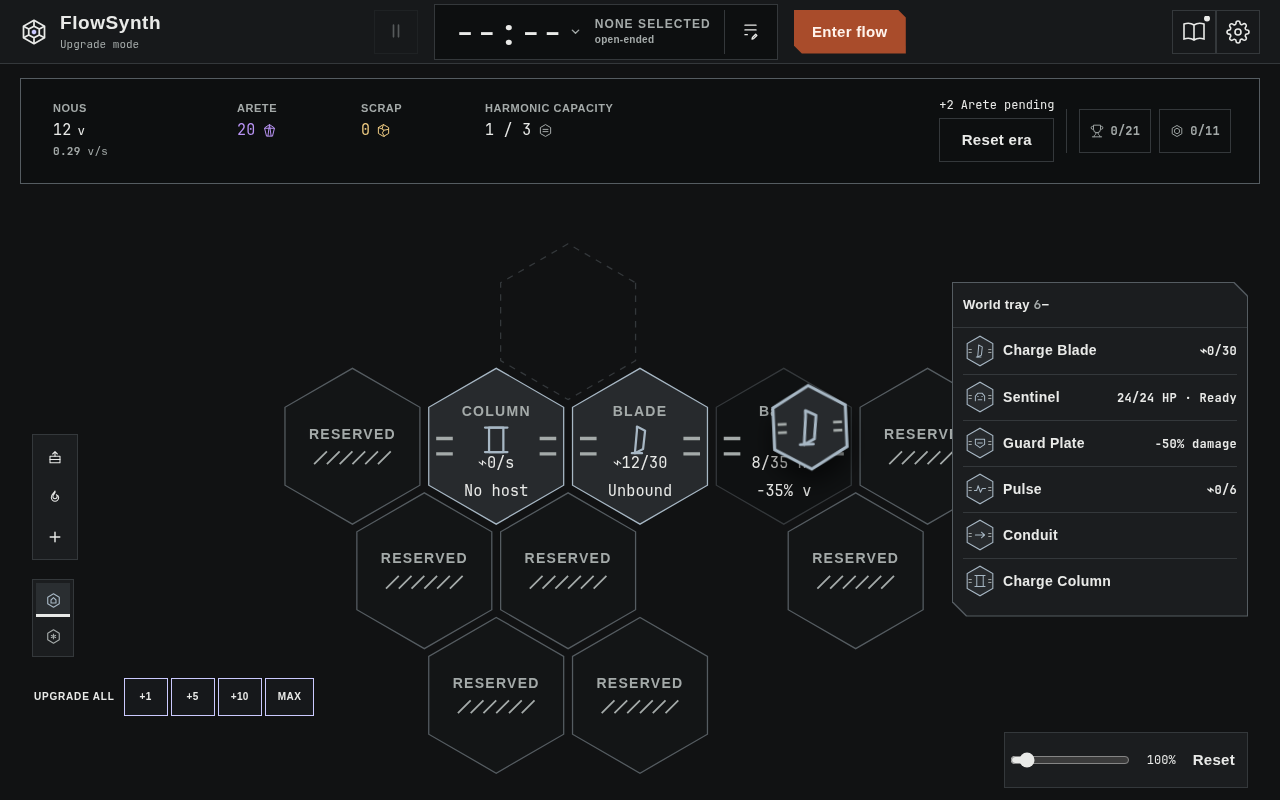 FlowSynth
Upgrade mode
--:--
NONE SELECTED
open-ended
Enter flow
NOUS
12 v
0.29 v/s
ARETE
20
SCRAP
0
HARMONIC CAPACITY
1 / 3
+2 Arete pending
Reset era
0/21
0/11
World tray 6−
Charge Blade
⌁0/30
Sentinel
24/24 HP · Ready
Guard Plate
-50% damage
Pulse
⌁0/6
Conduit
Charge Column
RESERVED
COLUMN
⌁0/s
No host
BLADE
⌁12/30
Unbound
8/35
-35% v
RESERVED
RESERVED
RESERVED
RESERVED
RESERVED
UPGRADE ALL
+1
+5
+10
MAX
100%
Reset